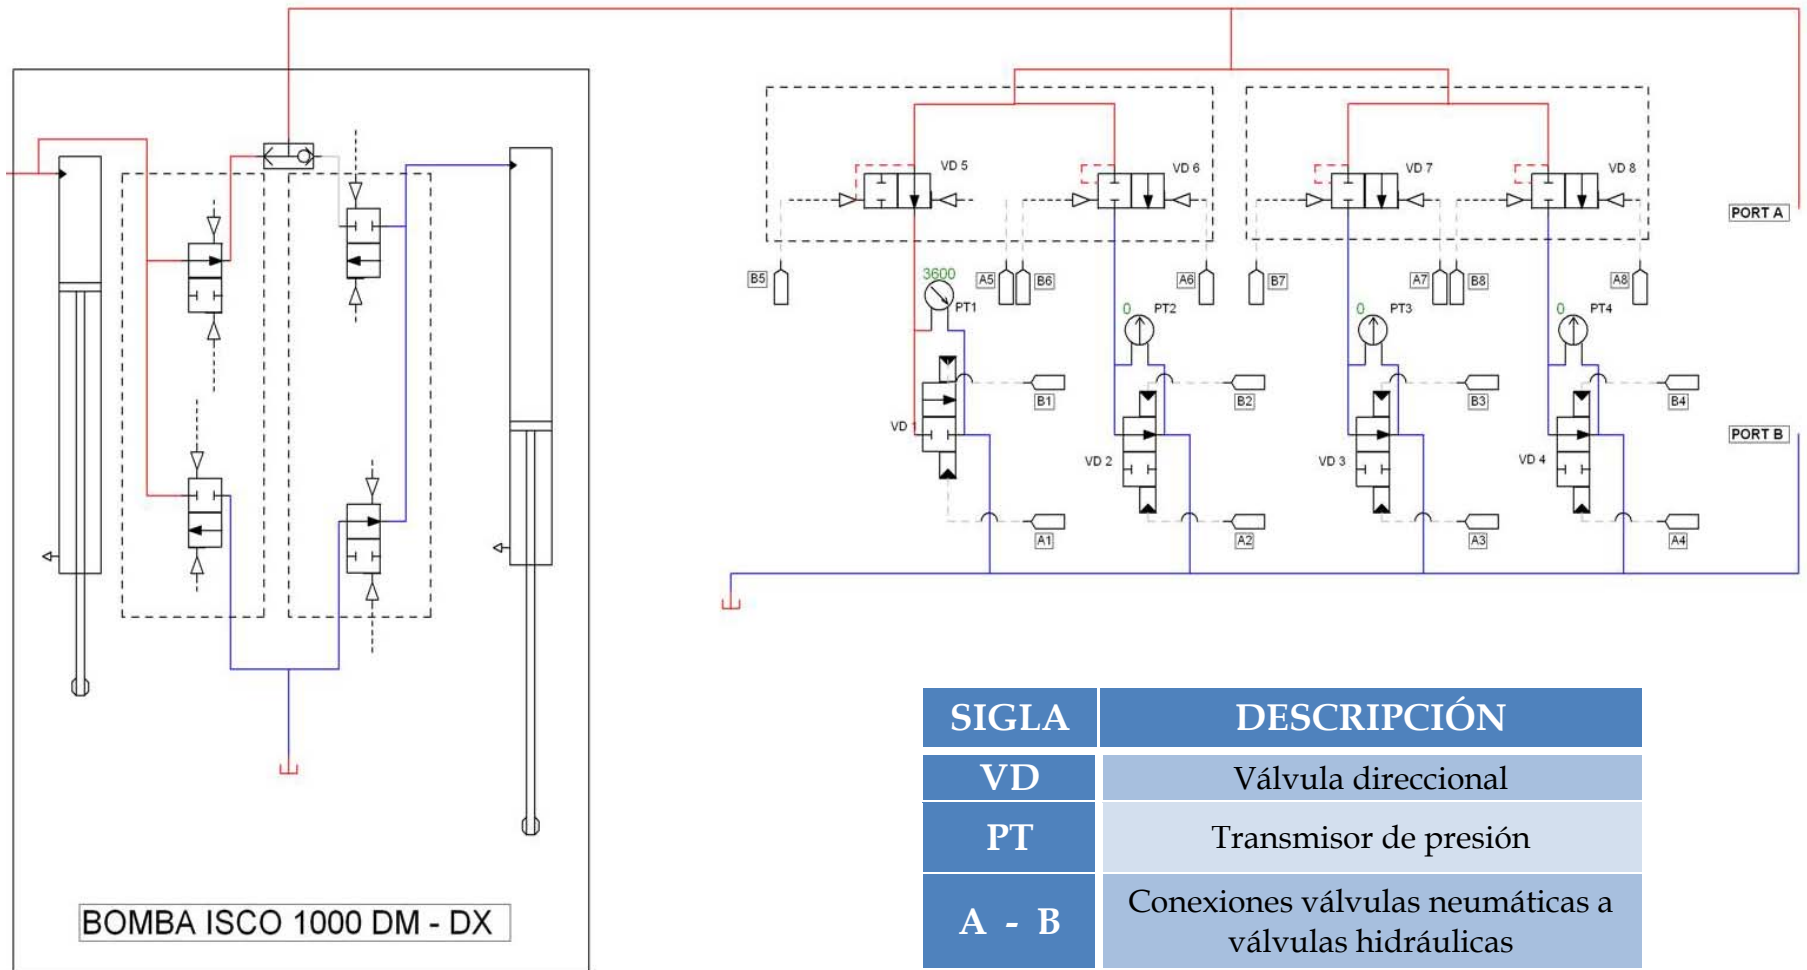 VD 5
VD 6
VD 7
VD 8
PORT A
B5
A5
B6
A6
B7
A7
B8
A8
3600
PT1
0
PT2
0
PT3
0
PT4
B1
B2
B3
B4
VD 1
VD 2
VD 3
VD 4
PORT B
A1
A2
A3
A4
SIGLA DESCRIPCIÓN
VD Válvula direccional
PT Transmisor de presión
A - B Conexiones válvulas neumáticas a
válvulas hidráulicas
BOMBA ISCO 1000 DM - DX